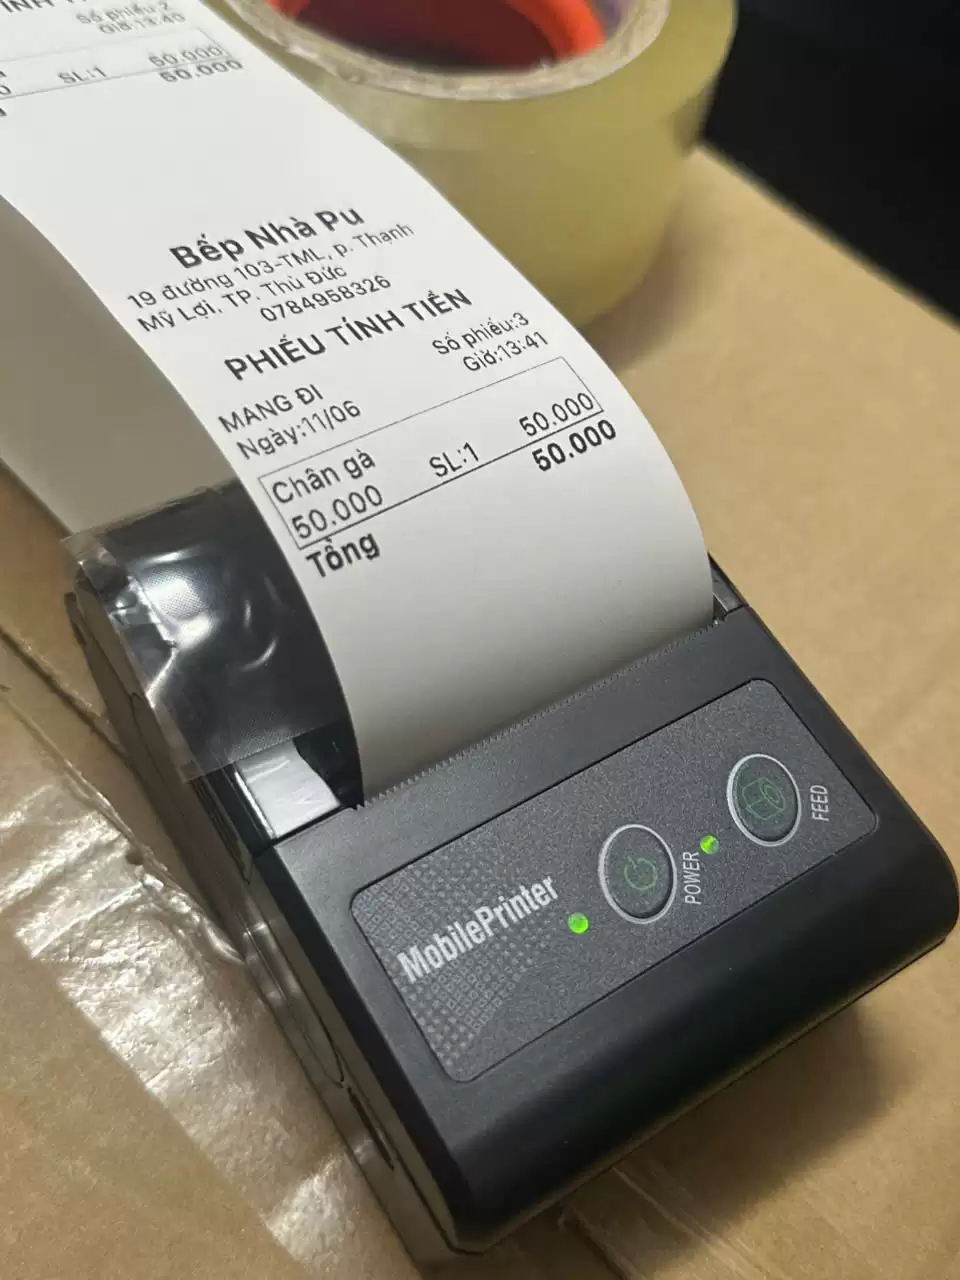 Số phiếu:2
Giờ:13:40
SL:1
50.000
50.000
Bếp Nhà Pu
19 đường 103-TML, p. Thạnh
Mỹ Lợi, TP. Thủ Đức
0784958326
PHIẾU TÍNH TIỀN
Số phiếu:3
MANG ĐI
Giờ:13:41
Ngày:11/06
Chân gà
50.000 SL:1 50.000
Tổng 50.000
MobilePrinter
POWER
FEED